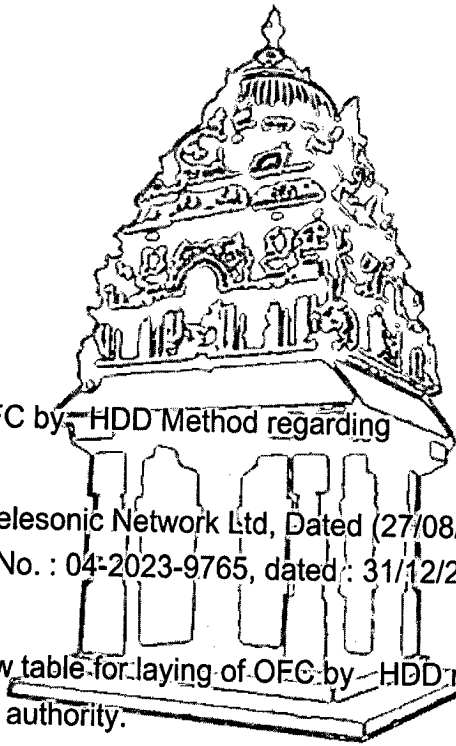 FC by HDD Method regarding
elesonic Network Ltd, Dated (27/08/
No. : 04-2023-9765, dated : 31/12/2
w table for laying of OFC by HDD
authority.